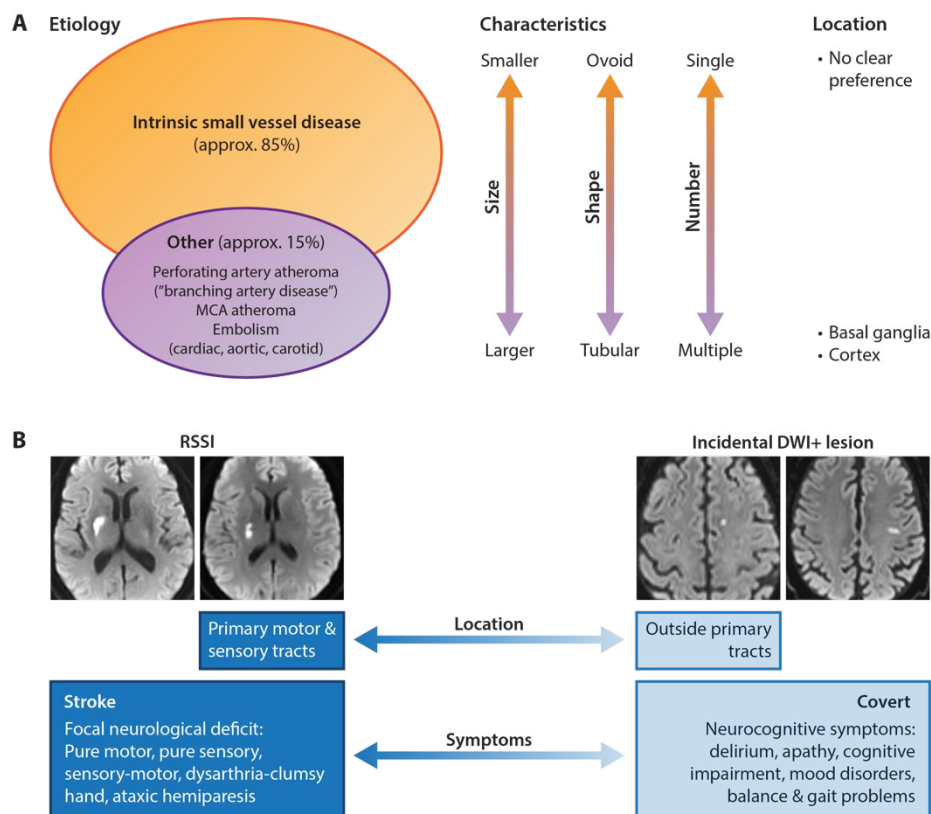 A
Etiology
Intrinsic small vessel disease
(approx. 85%)
Other (approx. 15%)
Perforating artery atheroma
("branching artery disease")
MCA atheroma
Embolism
(cardiac, aortic, carotid)
Characteristics
Smaller
Ovoid
Single
Size
Shape
Number
Larger
Tubular
Multiple
Location
• No clear
preference
• Basal ganglia
• Cortex
B
RSSI
Incidental DWI+ lesion
Primary motor &
sensory tracts
Location
Outside primary
tracts
Stroke
Focal neurological deficit:
Pure motor, pure sensory,
sensory-motor, dysarthria-clumsy
hand, ataxic hemiparesis
Symptoms
Covert
Neurocognitive symptoms:
delirium, apathy, cognitive
impairment, mood disorders,
balance & gait problems